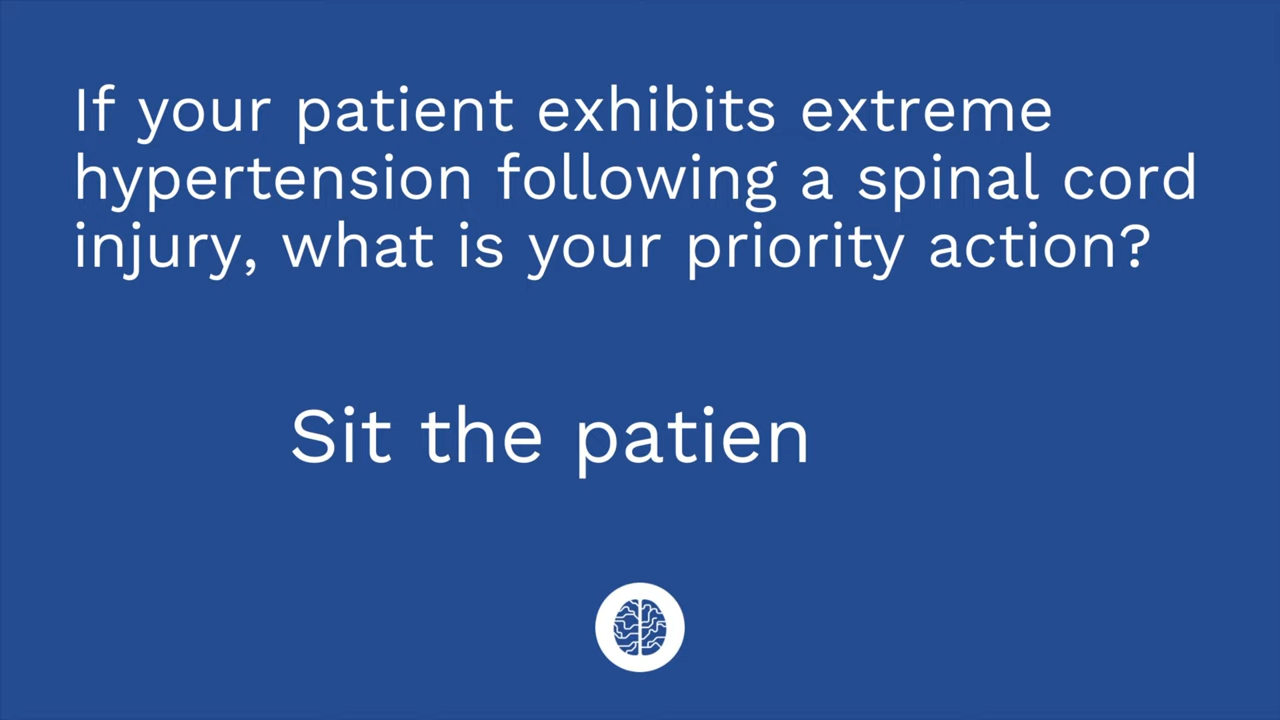 If your patient exhibits extreme
hypertension following a spinal cord
injury, what is your priority action?
Sit the patien